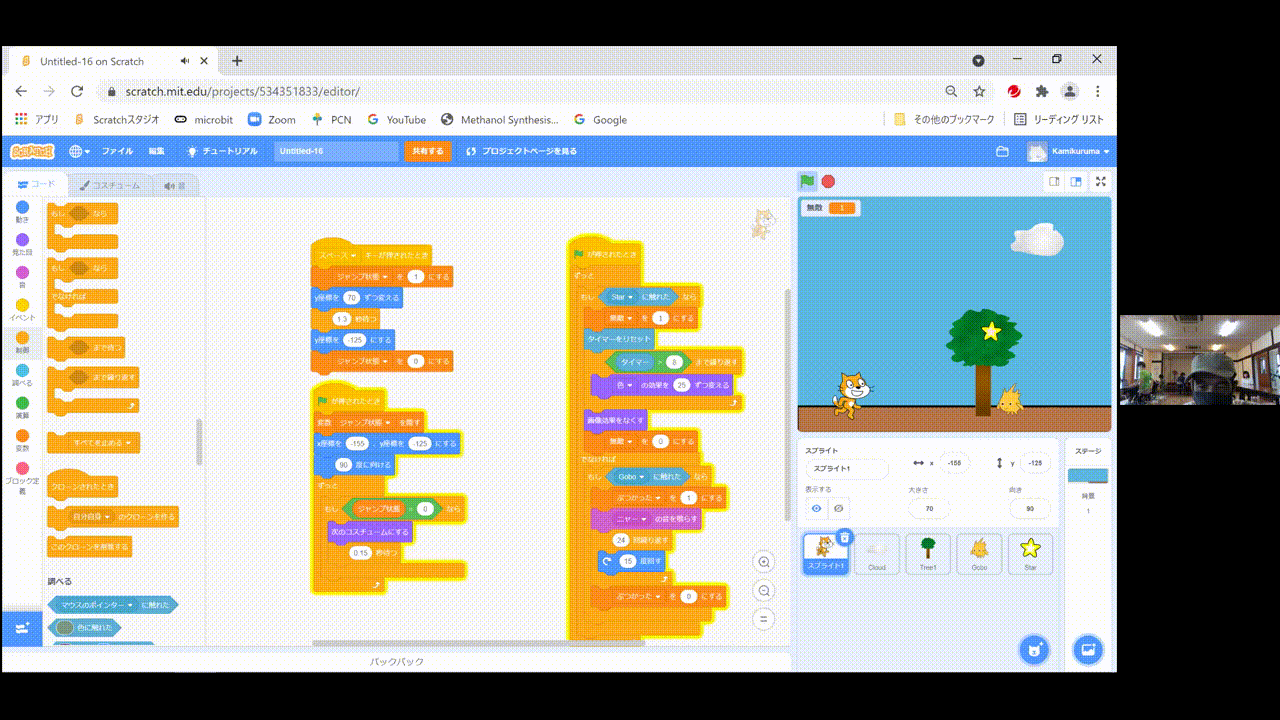 Untitled-16 on Scratch
scratch.mit.edu/projects/534351833/editor/
アプリ Scratchスタジオ microbit Zoom PCN YouTube Methanol Synthesis... Google その他のブックマーク リーディング リスト
SCRATCH ファイル 編集 チュートリアル Untitled-16 共有する プロジェクトページを見る Kamikuruma
コード コスチューム 音
動き
見た目
音
イベント
制御
調べる
演算
変数
ブロック定義
もし なら
もし なら
でなければ
まで待つ
まで繰り返す
すべてを止める
クローンされたとき
自分自身 のクローンを作る
このクローンを削除する
調べる
マウスのポインター に触れた
色に触れた
スペース キーが押されたとき
ジャンプ状態 を 1 にする
y座標を 70 ずつ変える
1.3 秒待つ
y座標を -125 にする
ジャンプ状態 を 0 にする
が押されたとき
変数 ジャンプ状態 を隠す
x座標を -155 、y座標を -125 にする
90 度に向ける
ずっと
もし ジャンプ状態 = 0 なら
次のコスチュームにする
0.15 秒待つ
が押されたとき
ずっと
もし Star に触れた なら
無敵 を 1 にする
タイマーをリセット
タイマー > 8 まで繰り返す
色 の効果を 25 ずつ変える
画像効果をなくす
無敵 を 0 にする
でなければ
もし Gobo に触れた なら
ぶつかった を 1 にする
ニャー の音を鳴らす
24 回繰り返す
15 度回す
ぶつかった を 0 にする
バックパック
無敵 1
スプライト
スプライト1 x -155 y -125
表示する 大きさ 70 向き 90
スプライト1 Cloud Tree1 Gobo Star
ステージ
背景
1